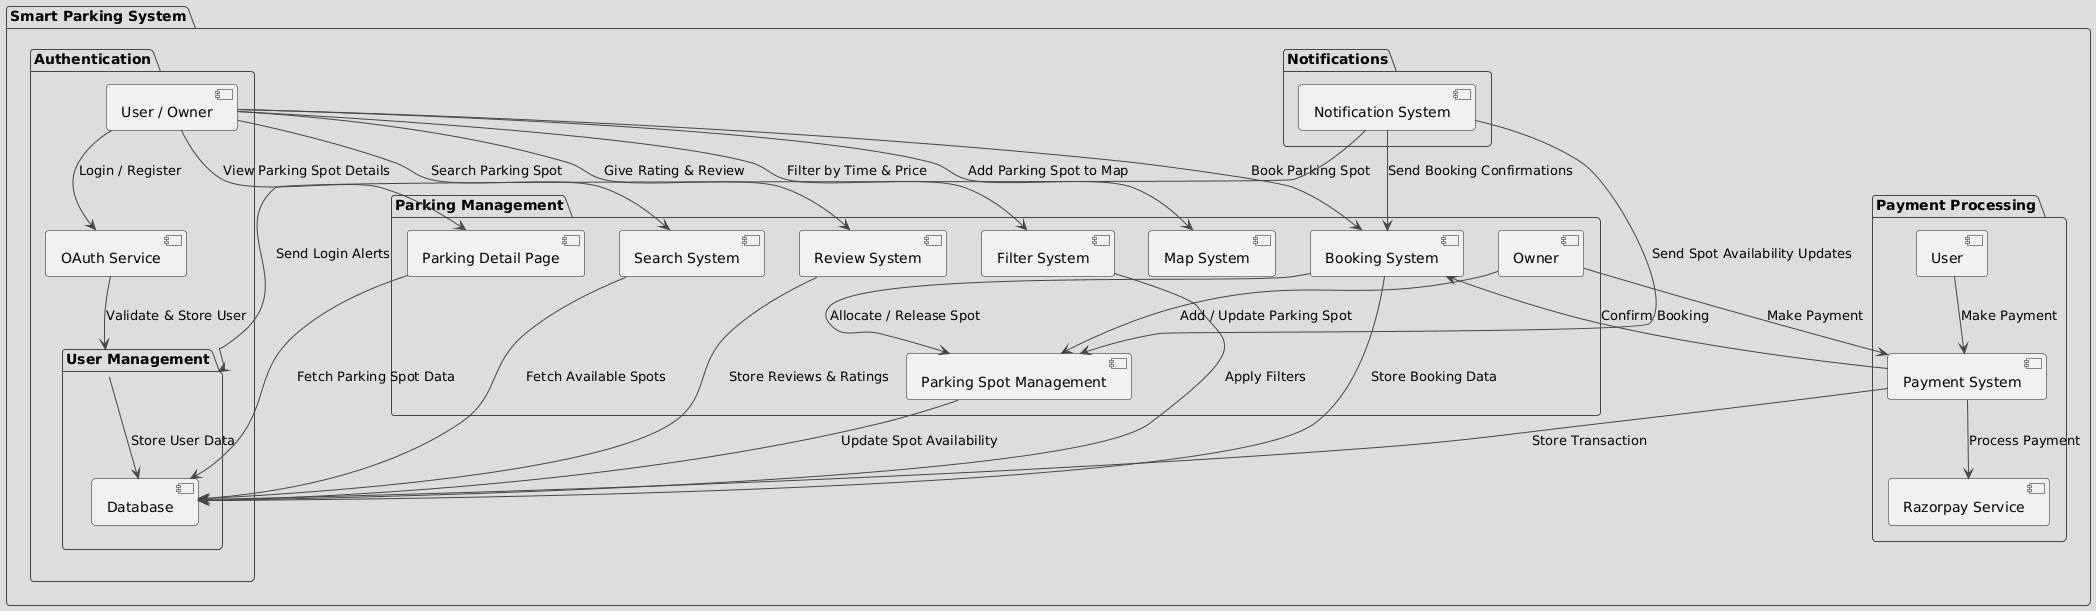 Smart Parking System
Authentication
Notifications
User / Owner
Notification System
Login / Register
View Parking Spot Details
Search Parking Spot
Give Rating & Review
Filter by Time & Price
Add Parking Spot to Map
Book Parking Spot
Send Booking Confirmations
Parking Management
Payment Processing
OAuth Service
Send Login Alerts
Parking Detail Page
Search System
Review System
Filter System
Map System
Booking System
Owner
Send Spot Availability Updates
User
Validate & Store User
Allocate / Release Spot
Add / Update Parking Spot
Confirm Booking
Make Payment
Make Payment
User Management
Fetch Parking Spot Data
Fetch Available Spots
Store Reviews & Ratings
Parking Spot Management
Apply Filters
Store Booking Data
Payment System
Store User Data
Update Spot Availability
Store Transaction
Process Payment
Database
Razorpay Service